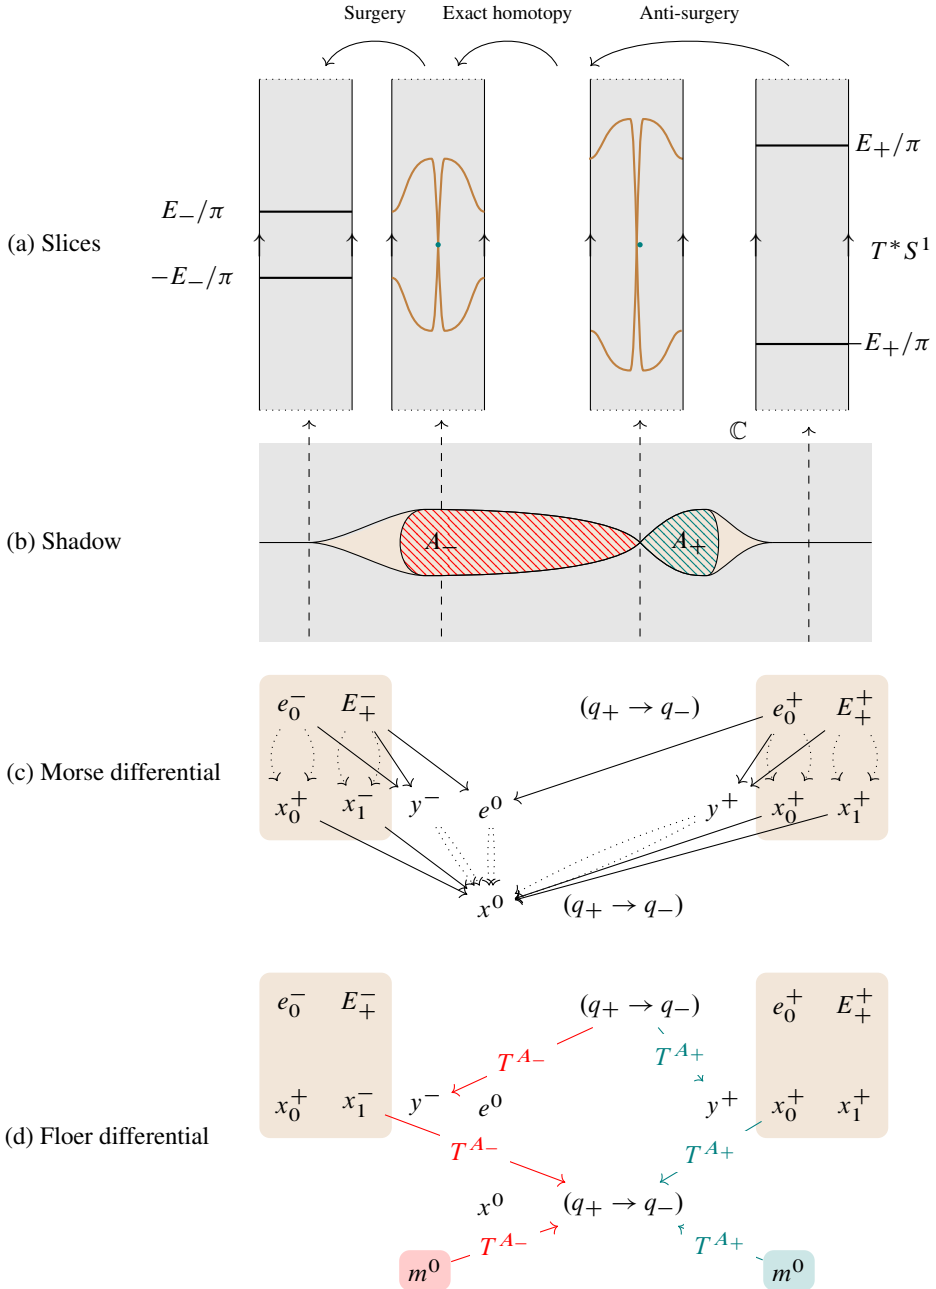 Surgery Exact homotopy Anti-surgery
E₊/π
E₋/π
(a) Slices T*S¹
−E₋/π
−E₊/π
ℂ
(b) Shadow A₋ A₊
e₀⁻ E₊⁻ (q₊ → q₋) e₀⁺ E₊⁺
(c) Morse differential
x₀⁺ x₁⁻ y⁻ e⁰ y⁺ x₀⁺ x₁⁺
x⁰ (q₊ → q₋)
e₀⁻ E₊⁻ (q₊ → q₋) e₀⁺ E₊⁺
T^{A₋} T^{A₊}
x₀⁺ x₁⁻ y⁻ e⁰ y⁺ x₀⁺ x₁⁺
(d) Floer differential
T^{A₋} T^{A₊}
x⁰ (q₊ → q₋)
T^{A₋} T^{A₊}
m⁰ m⁰